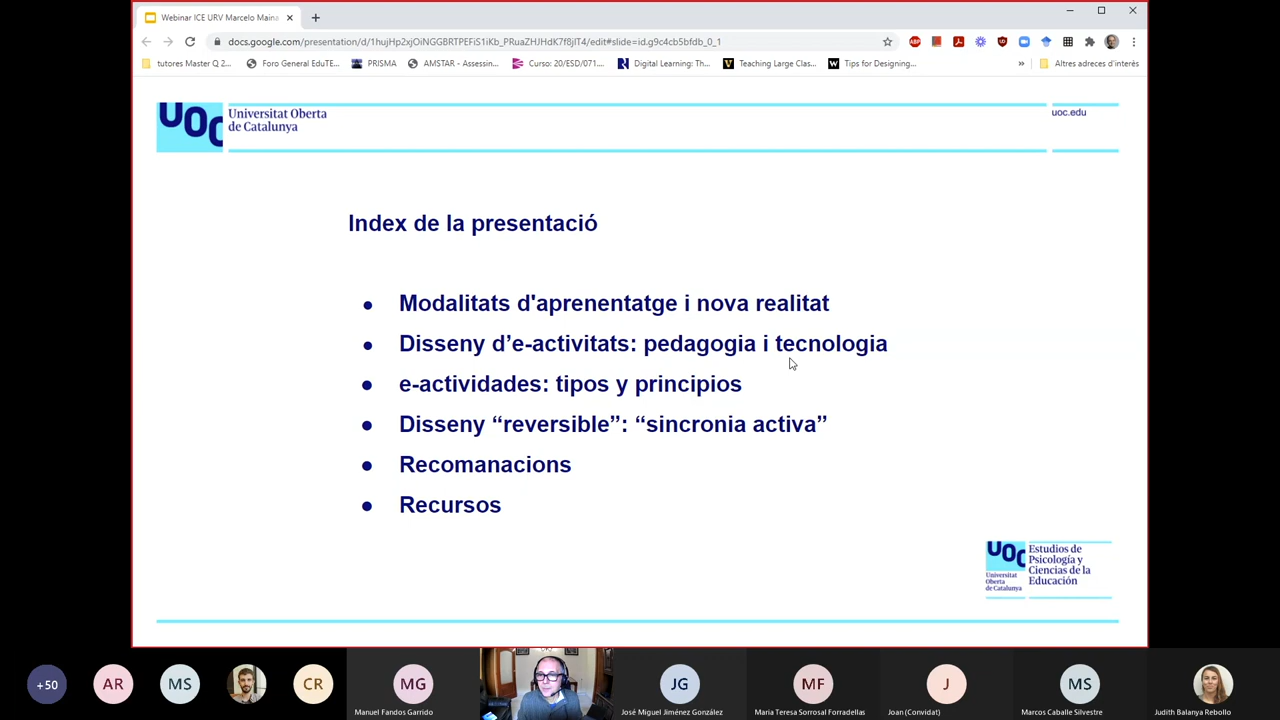 Webinar ICE URV Marcelo Maina
docs.google.com/presentation/d/1hujHp2xjOiNGGBRTPEFiS1iKb_PRuaZHJHdK7f8jIT4/edit#slide=id.g9c4cb5bfdb_0_1
ABP
tutores Master Q 2...
Foro General EduTE...
PRISMA
AMSTAR - Assessin...
Curso: 20/ESD/071...
Digital Learning: Th...
Teaching Large Clas...
Tips for Designing...
»
Altres adreces d'interès
UOC
Universitat Oberta
de Catalunya
uoc.edu
Index de la presentació
● Modalitats d'aprenentatge i nova realitat
● Disseny d’e-activitats: pedagogia i tecnologia
● e-actividades: tipos y principios
● Disseny “reversible”: “sincronia activa”
● Recomanacions
● Recursos
UOC
Universitat
Oberta
de Catalunya
Estudios de
Psicología y
Ciencias de la
Educación
+50
AR
MS
CR
MG
Manuel Fandos Garrido
JG
José Miguel Jiménez González
MF
Maria Teresa Sorrosal Forradellas
J
Joan (Convidat)
MS
Marcos Caballe Silvestre
Judith Balanya Rebollo